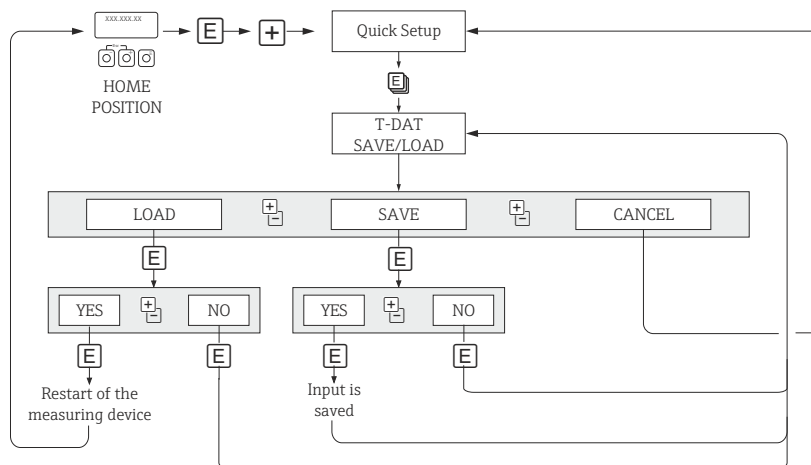 XXX.XXX.XX
Esc
E
+
Quick Setup
- + E
HOME
POSITION
E
T-DAT
SAVE/LOAD
LOAD
+
-
SAVE
+
-
CANCEL
E
E
YES
+
-
NO
YES
+
-
NO
E
E
E
E
Restart of the
measuring device
Input is
saved